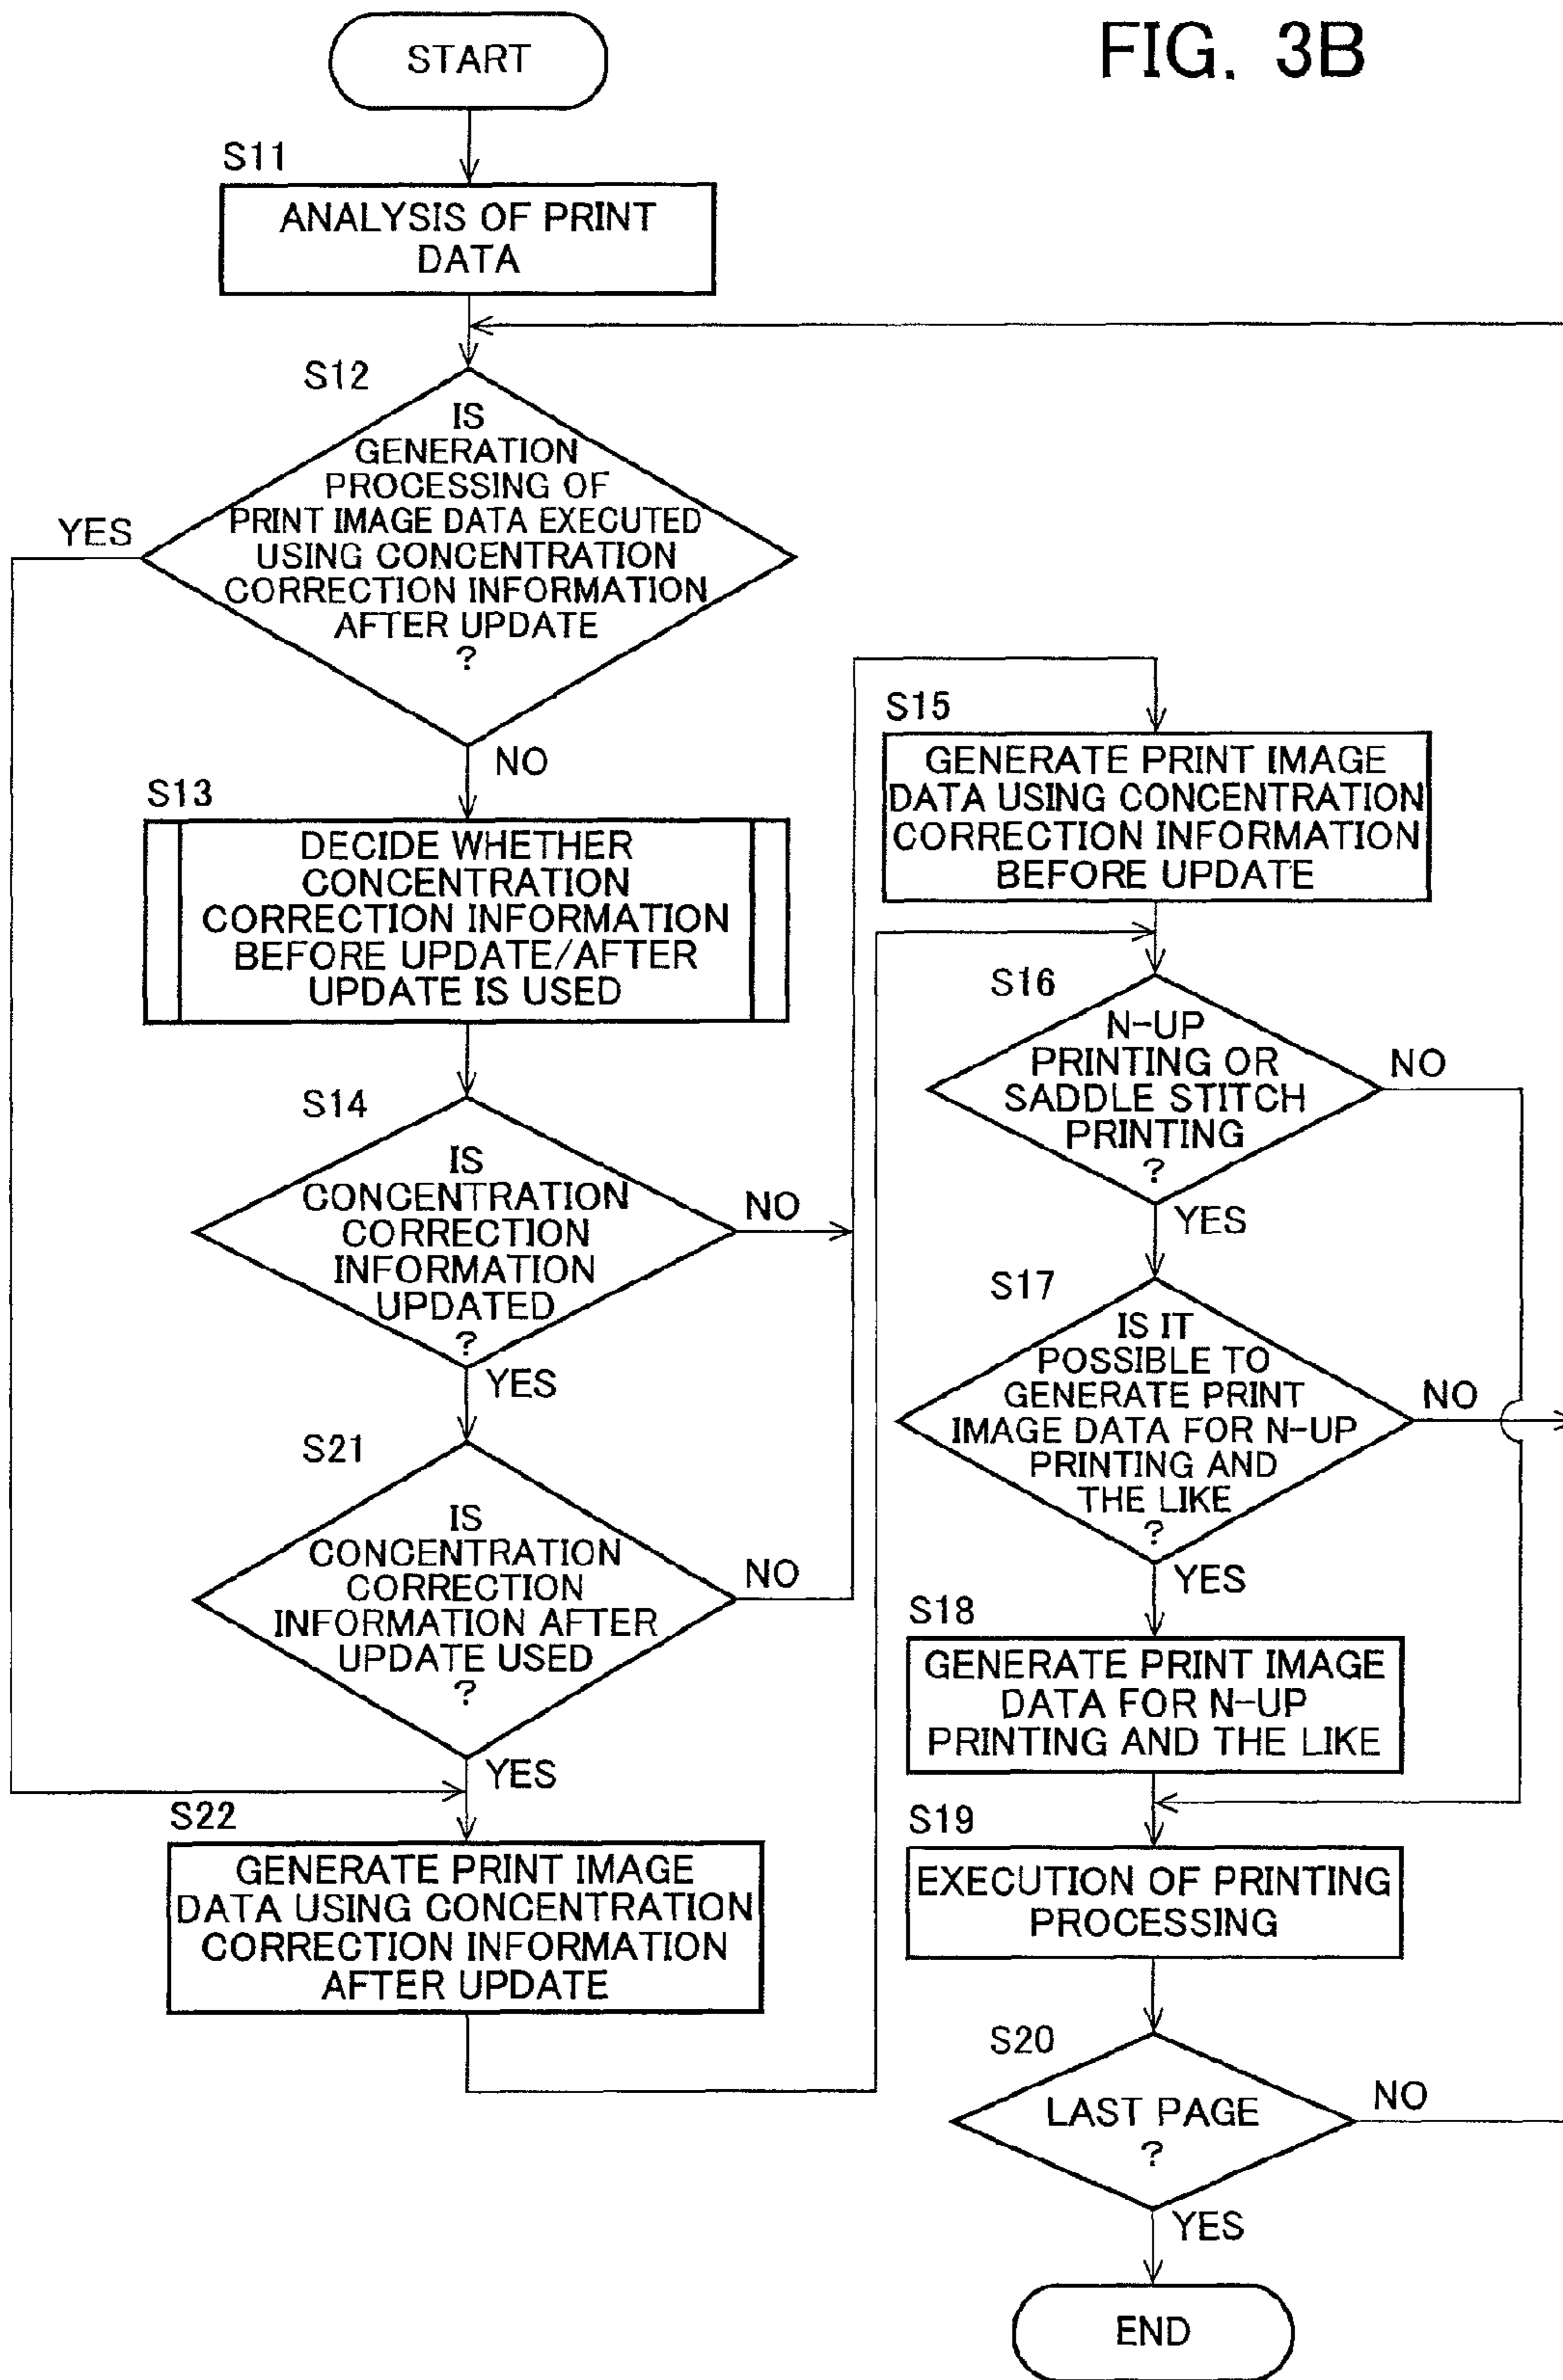 FIG. 3B
START
S11
ANALYSIS OF PRINT
DATA
S12
IS
GENERATION
PROCESSING OF
PRINT IMAGE DATA EXECUTED
USING CONCENTRATION
CORRECTION INFORMATION
AFTER UPDATE
?
YES
NO
S13
DECIDE WHETHER
CONCENTRATION
CORRECTION INFORMATION
BEFORE UPDATE/AFTER
UPDATE IS USED
S14
IS
CONCENTRATION
CORRECTION
INFORMATION
UPDATED
?
NO
YES
S21
IS
CONCENTRATION
CORRECTION
INFORMATION AFTER
UPDATE USED
?
NO
YES
S22
GENERATE PRINT IMAGE
DATA USING CONCENTRATION
CORRECTION INFORMATION
AFTER UPDATE
S15
GENERATE PRINT IMAGE
DATA USING CONCENTRATION
CORRECTION INFORMATION
BEFORE UPDATE
S16
N-UP
PRINTING OR
SADDLE STITCH
PRINTING
?
NO
YES
S17
IS IT
POSSIBLE TO
GENERATE PRINT
IMAGE DATA FOR N-UP
PRINTING AND
THE LIKE
?
NO
YES
S18
GENERATE PRINT IMAGE
DATA FOR N-UP
PRINTING AND THE LIKE
S19
EXECUTION OF PRINTING
PROCESSING
S20
LAST PAGE
?
NO
YES
END